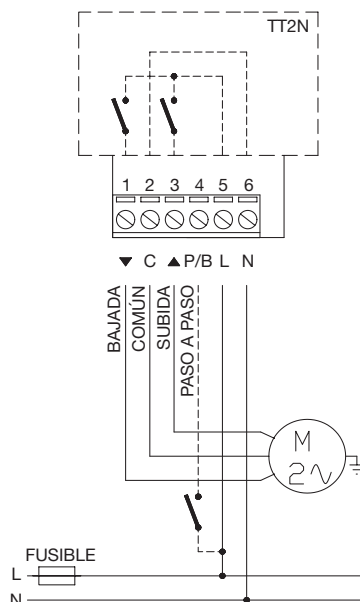 TT2N
1 2 3 4 5 6
▼ C ▲ P/B L N
BAJADA
COMÚN
SUBIDA
PASO A PASO
M
2∿
FUSIBLE
L
N